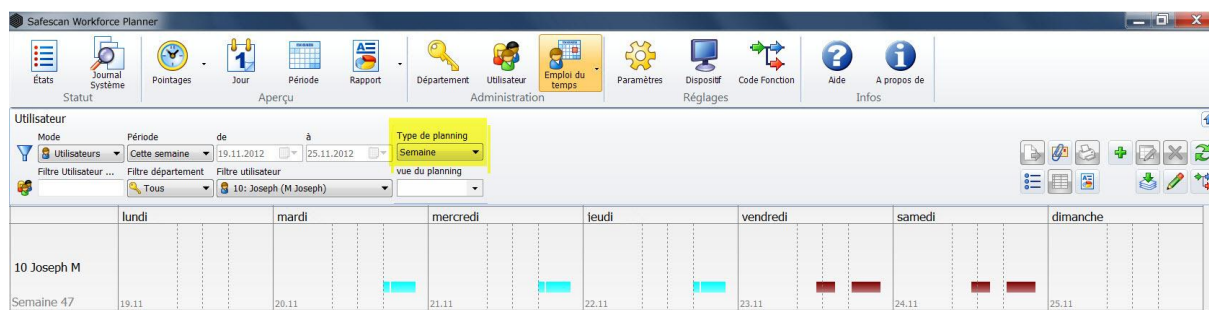 Safescan Workforce Planner
États
Journal
Système
Pointages
1
Jour
Période
Rapport
Département
Utilisateur
Emploi du
temps
Paramètres
Dispositif
Code Fonction
Aide
A propos de
Statut
Aperçu
Administration
Réglages
Infos
Utilisateur
Mode
Période
de
à
Type de planning
Utilisateurs
Cette semaine
19.11.2012
25.11.2012
Semaine
Filtre Utilisateur ...
Filtre département
Filtre utilisateur
vue du planning
Tous
10: Joseph (M Joseph)
lundi
mardi
mercredi
jeudi
vendredi
samedi
dimanche
10 Joseph M
Semaine 47
19.11
20.11
21.11
22.11
23.11
24.11
25.11